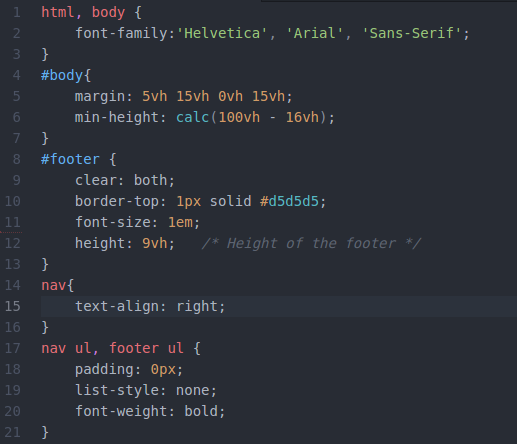 1 html, body {
2     font-family:'Helvetica', 'Arial', 'Sans-Serif';
3 }
4 #body{
5     margin: 5vh 15vh 0vh 15vh;
6     min-height: calc(100vh - 16vh);
7 }
8 #footer {
9     clear: both;
10     border-top: 1px solid #d5d5d5;
11     font-size: 1em;
12     height: 9vh;   /* Height of the footer */
13 }
14 nav{
15     text-align: right;
16 }
17 nav ul, footer ul {
18     padding: 0px;
19     list-style: none;
20     font-weight: bold;
21 }